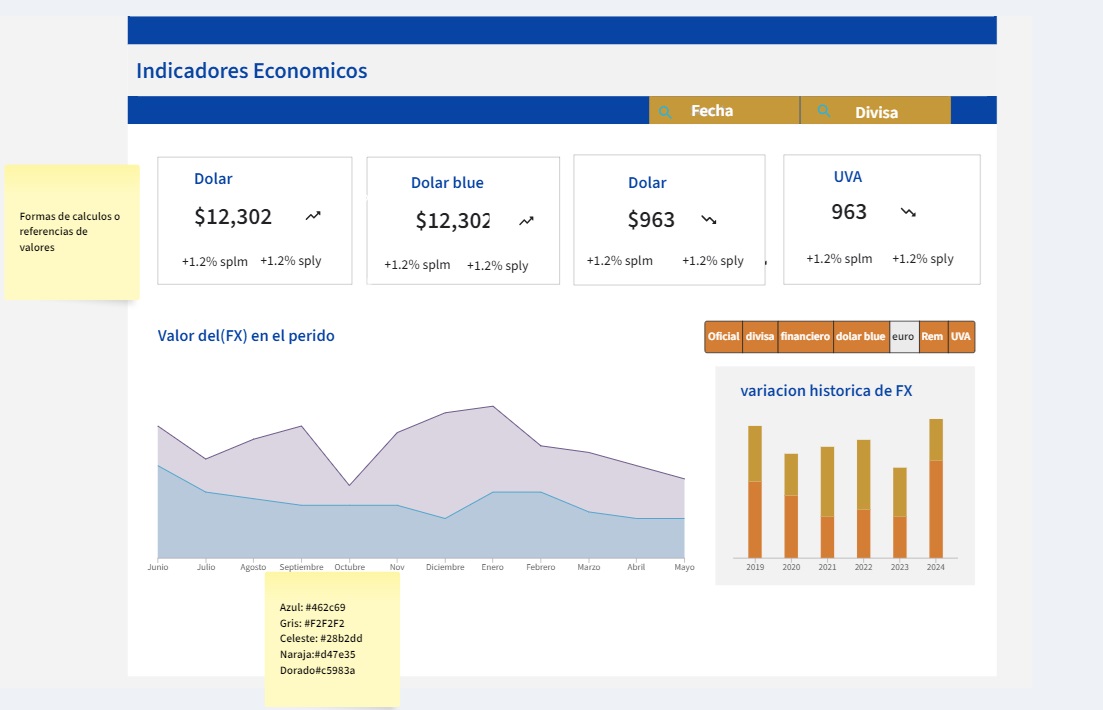 Indicadores Economicos
Fecha
Divisa
Formas de calculos o
referencias de
valores
Dolar
$12,302
+1.2% splm
+1.2% sply
Dolar blue
$12,302
+1.2% splm
+1.2% sply
Dolar
$963
+1.2% splm
+1.2% sply
UVA
963
+1.2% splm
+1.2% sply
Valor del(FX) en el perido
Oficial divisa financiero dolar blue euro Rem UVA
variacion historica de FX
Junio Julio Agosto Septiembre Octubre Nov Diciembre Enero Febrero Marzo Abril Mayo
2019 2020 2021 2022 2023 2024
Azul: #462c69
Gris: #F2F2F2
Celeste: #28b2dd
Naraja:#d47e35
Dorado#c5983a